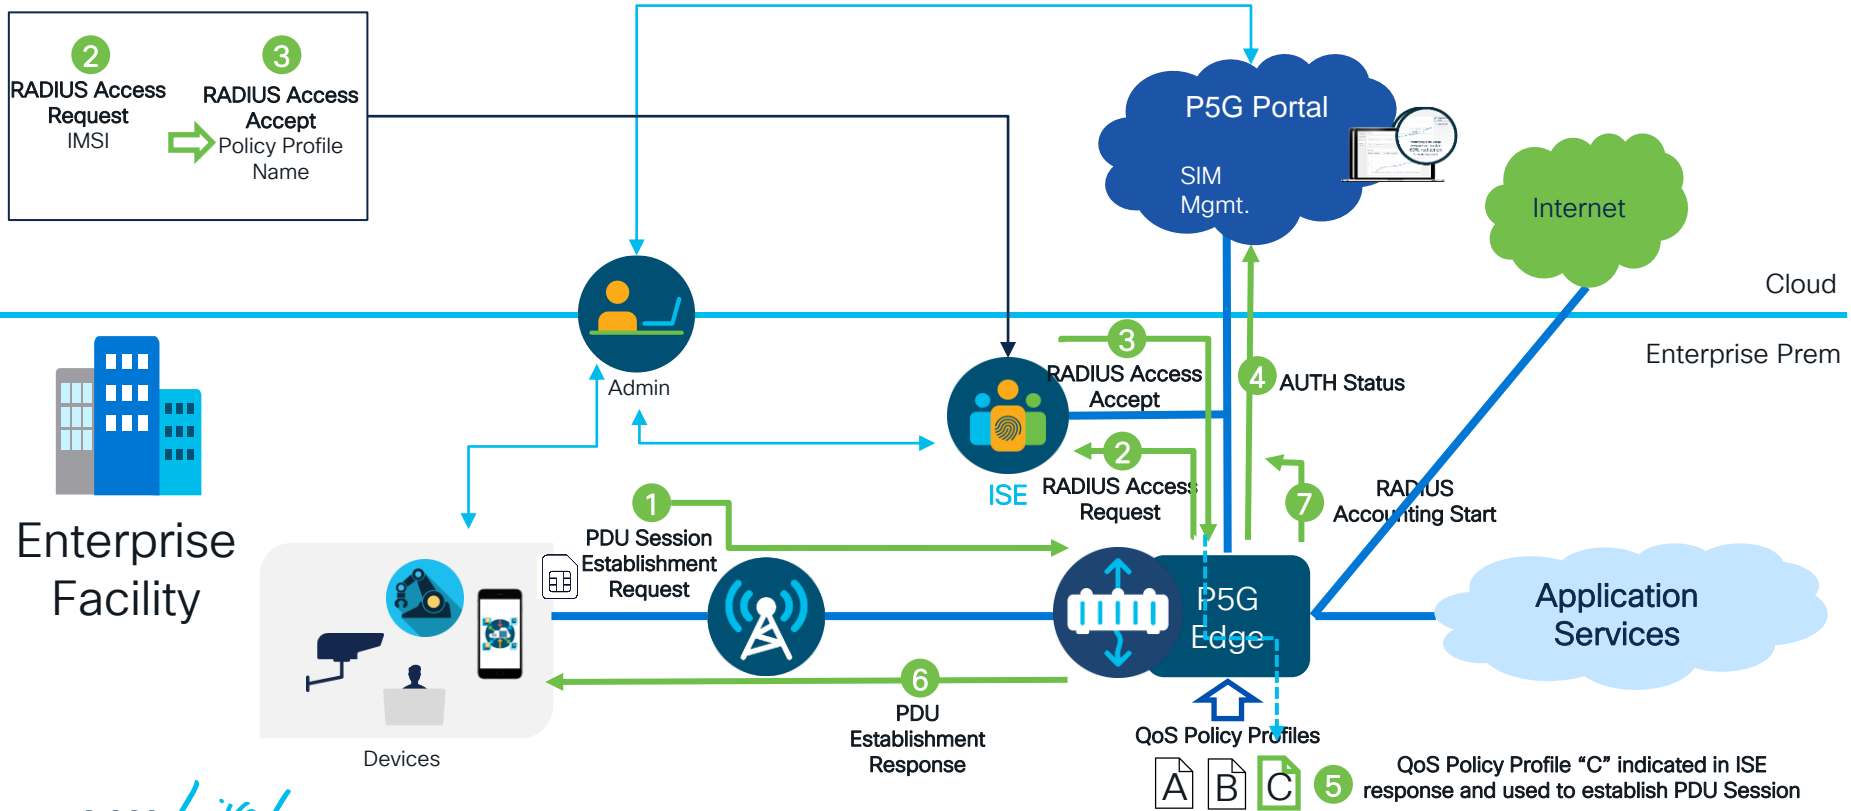 2
RADIUS Access
Request
IMSI
3
RADIUS Access
Accept
Policy Profile
Name
P5G Portal
SIM
Mgmt.
Internet
Cloud
Enterprise Prem
Admin
3
RADIUS Access
Accept
4
AUTH Status
2
RADIUS Access
Request
ISE
7
RADIUS
Accounting Start
Enterprise
Facility
1
PDU Session
Establishment
Request
P5G
Edge
Application
Services
6
PDU
Establishment
Response
Devices
QoS Policy Profiles
A
B
C
5
QoS Policy Profile “C” indicated in ISE
response and used to establish PDU Session